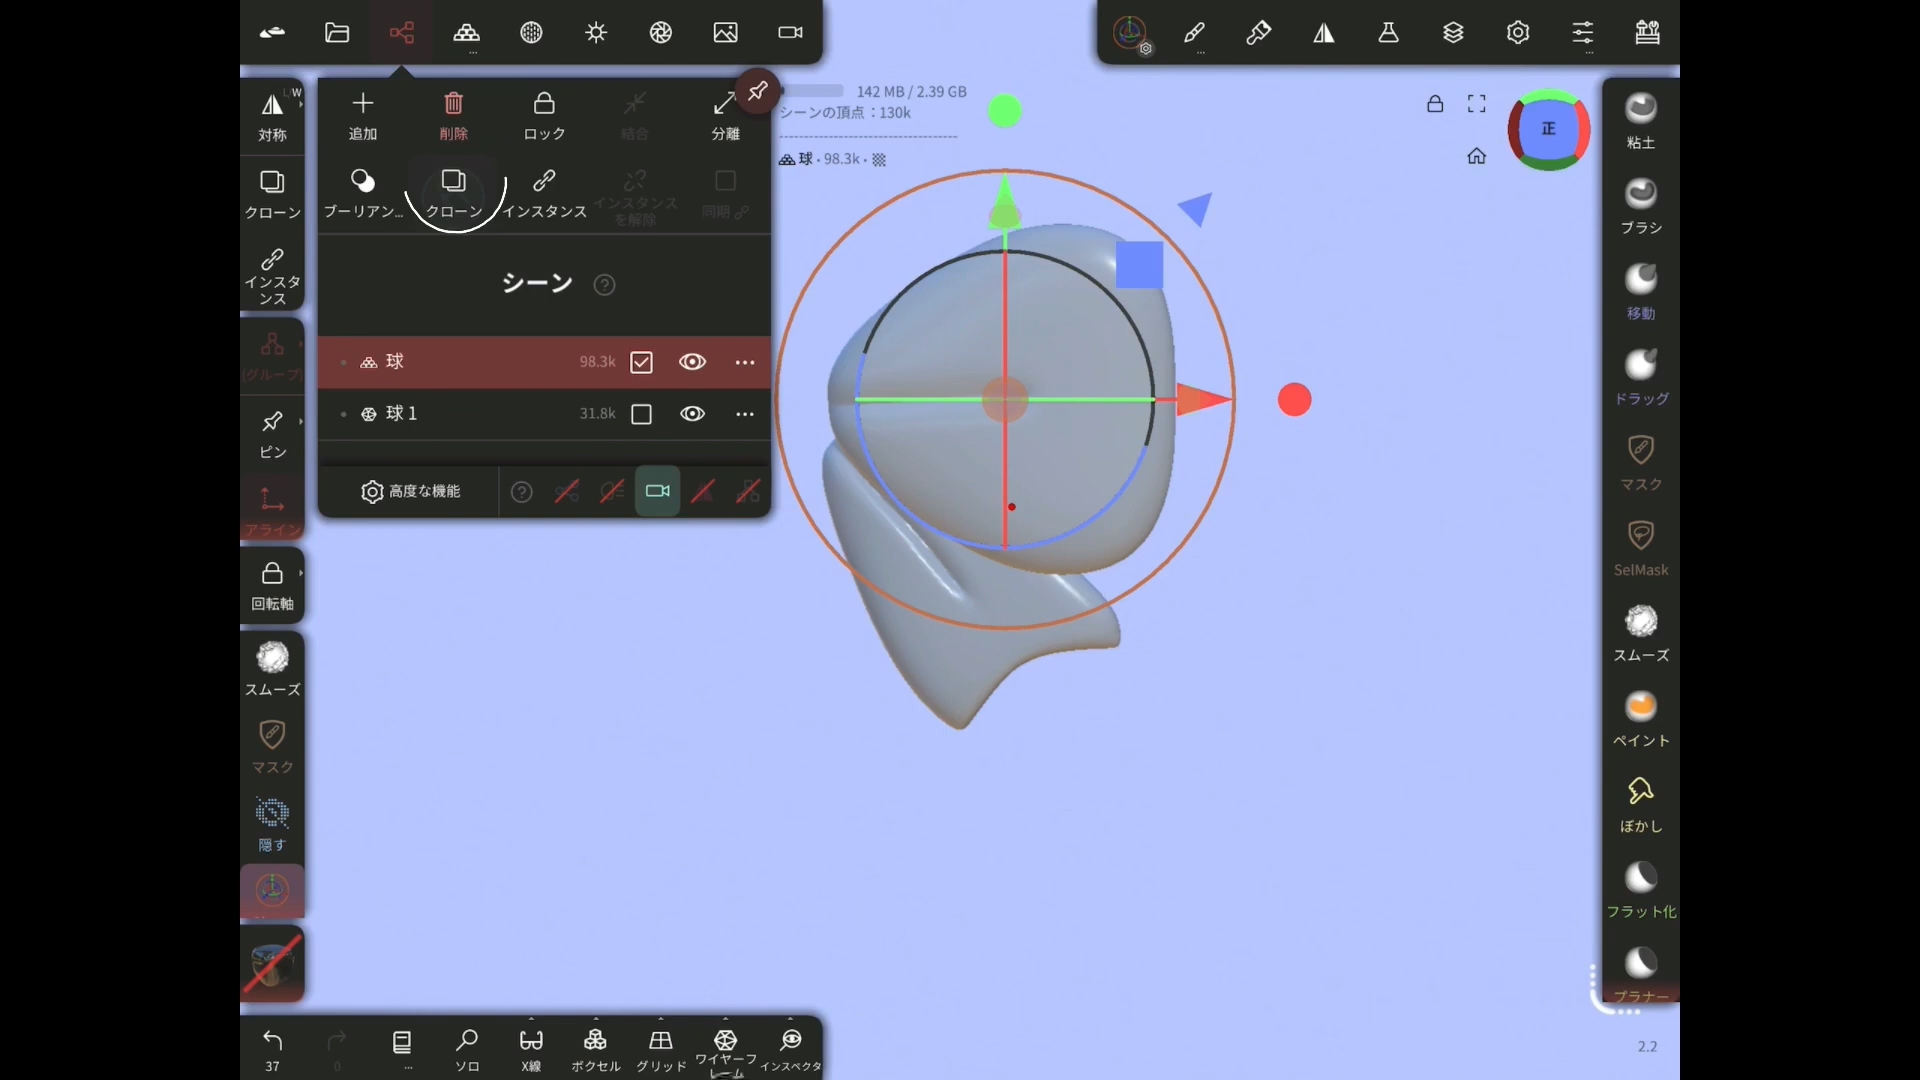 142 MB / 2.39 GB
シーンの頂点：130k
球・98.3k・
対称
L/W
クローン
インスタ
ンス
(グループ)
ピン
アライン
回転軸
スムーズ
マスク
隠す
追加
削除
ロック
結合
分離
ブーリアン...
クローン
インスタンス
インスタンス
を解除
同期
シーン
球
98.3k
球 1
31.8k
高度な機能
正
粘土
ブラシ
移動
ドラッグ
マスク
SelMask
スムーズ
ペイント
ぼかし
フラット化
プラナー
2.2
37
0
...
ソロ
X線
ボクセル
グリッド
ワイヤーフ
レーム
インスペクタ